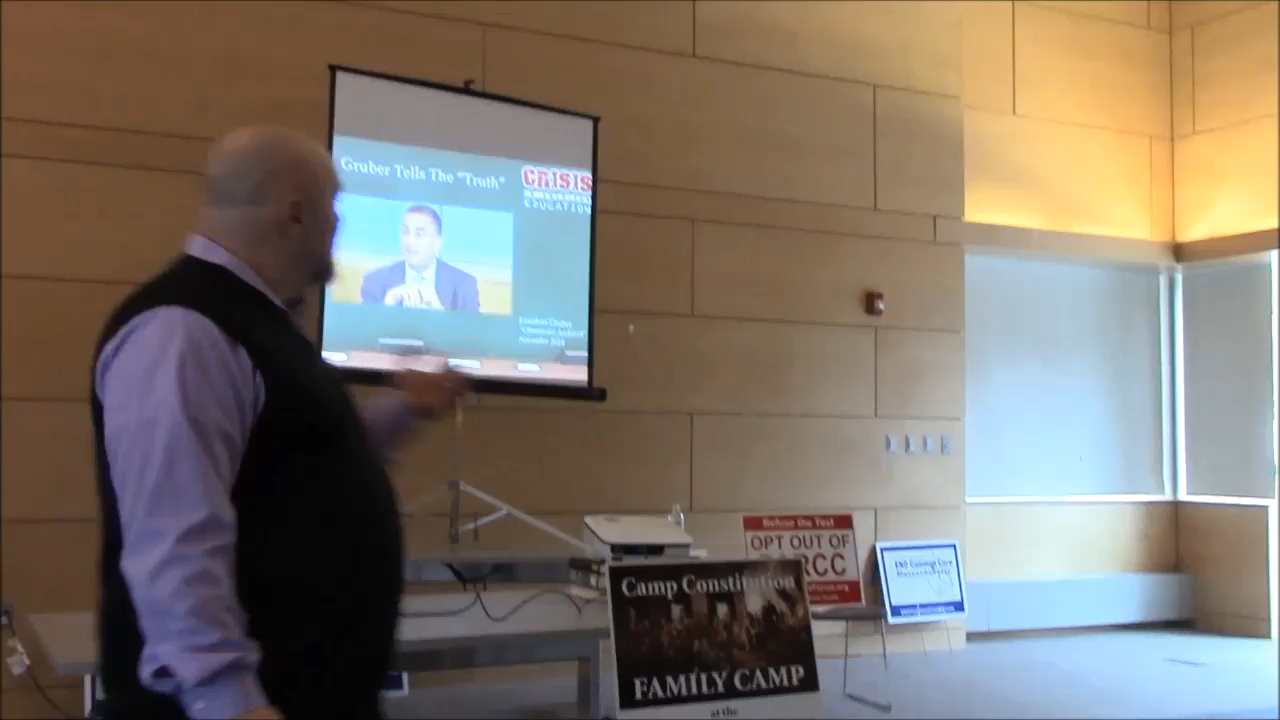 Gruber Tells The "Truth"
CRISIS
EDUCATION
Jonathan Gruber
November 2014
Refuse the Test
OPT OUT OF
END Common Core
Massachusetts
Camp Constitution
FAMILY CAMP
at the